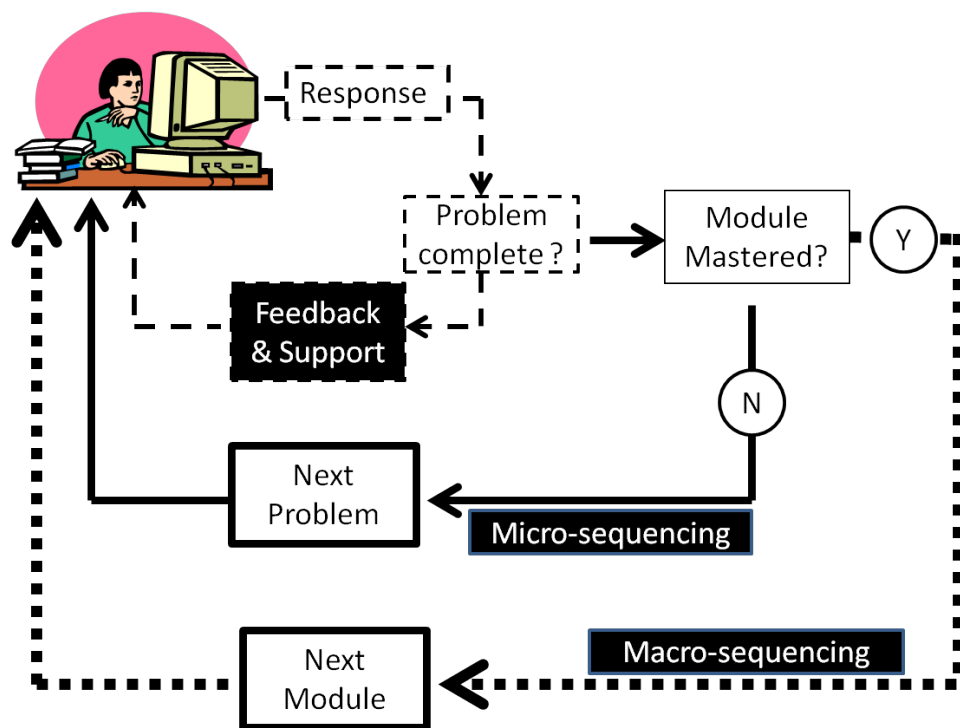 Response
Problem
complete ?
Module
Mastered?
Y
Feedback
& Support
N
Next
Problem
Micro-sequencing
Macro-sequencing
Next
Module